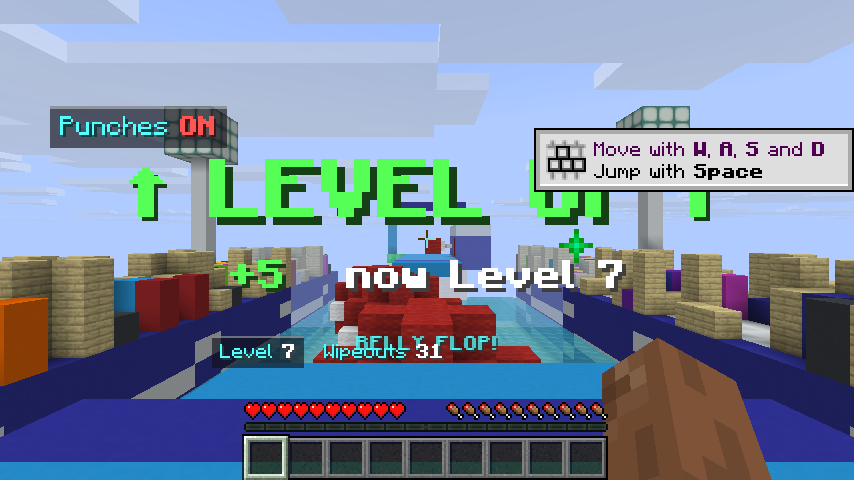 Punches ON
Move with W, A, S and D
Jump with Space
LEVEL UP
+5 now Level 7
BELLY FLOP!
Level 7 Wipeouts 31